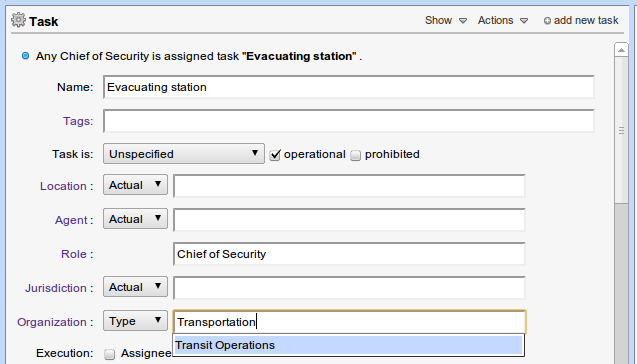 Task Show Actions add new task
Any Chief of Security is assigned task "Evacuating station" .
Name: Evacuating station
Tags:
Task is: Unspecified operational prohibited
Location : Actual
Agent : Actual
Role : Chief of Security
Jurisdiction : Actual
Organization : Type Transportation
Transit Operations
Execution: Assignee